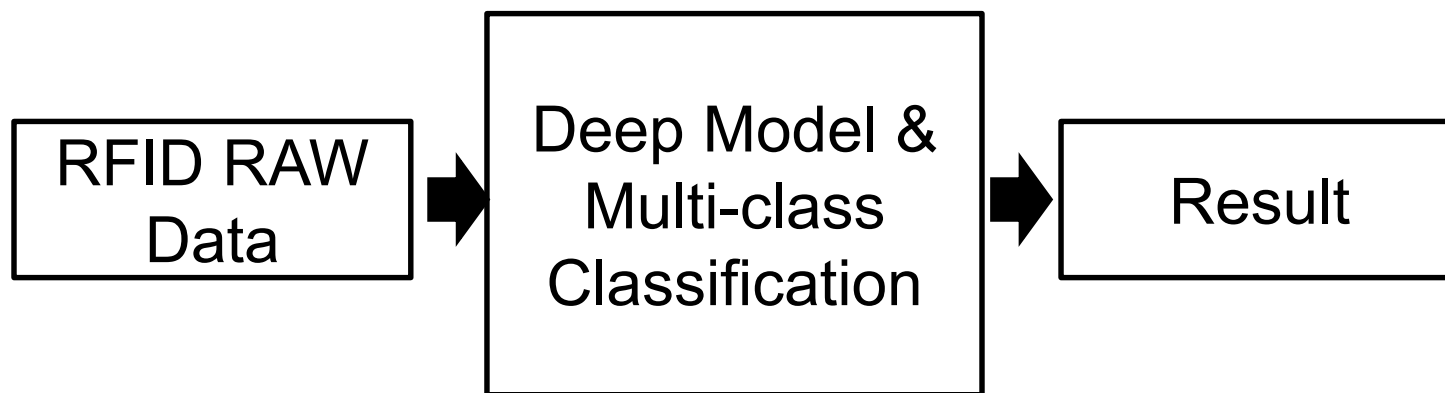 RFID RAW
Data
Deep Model &
Multi-class
Classification
Result